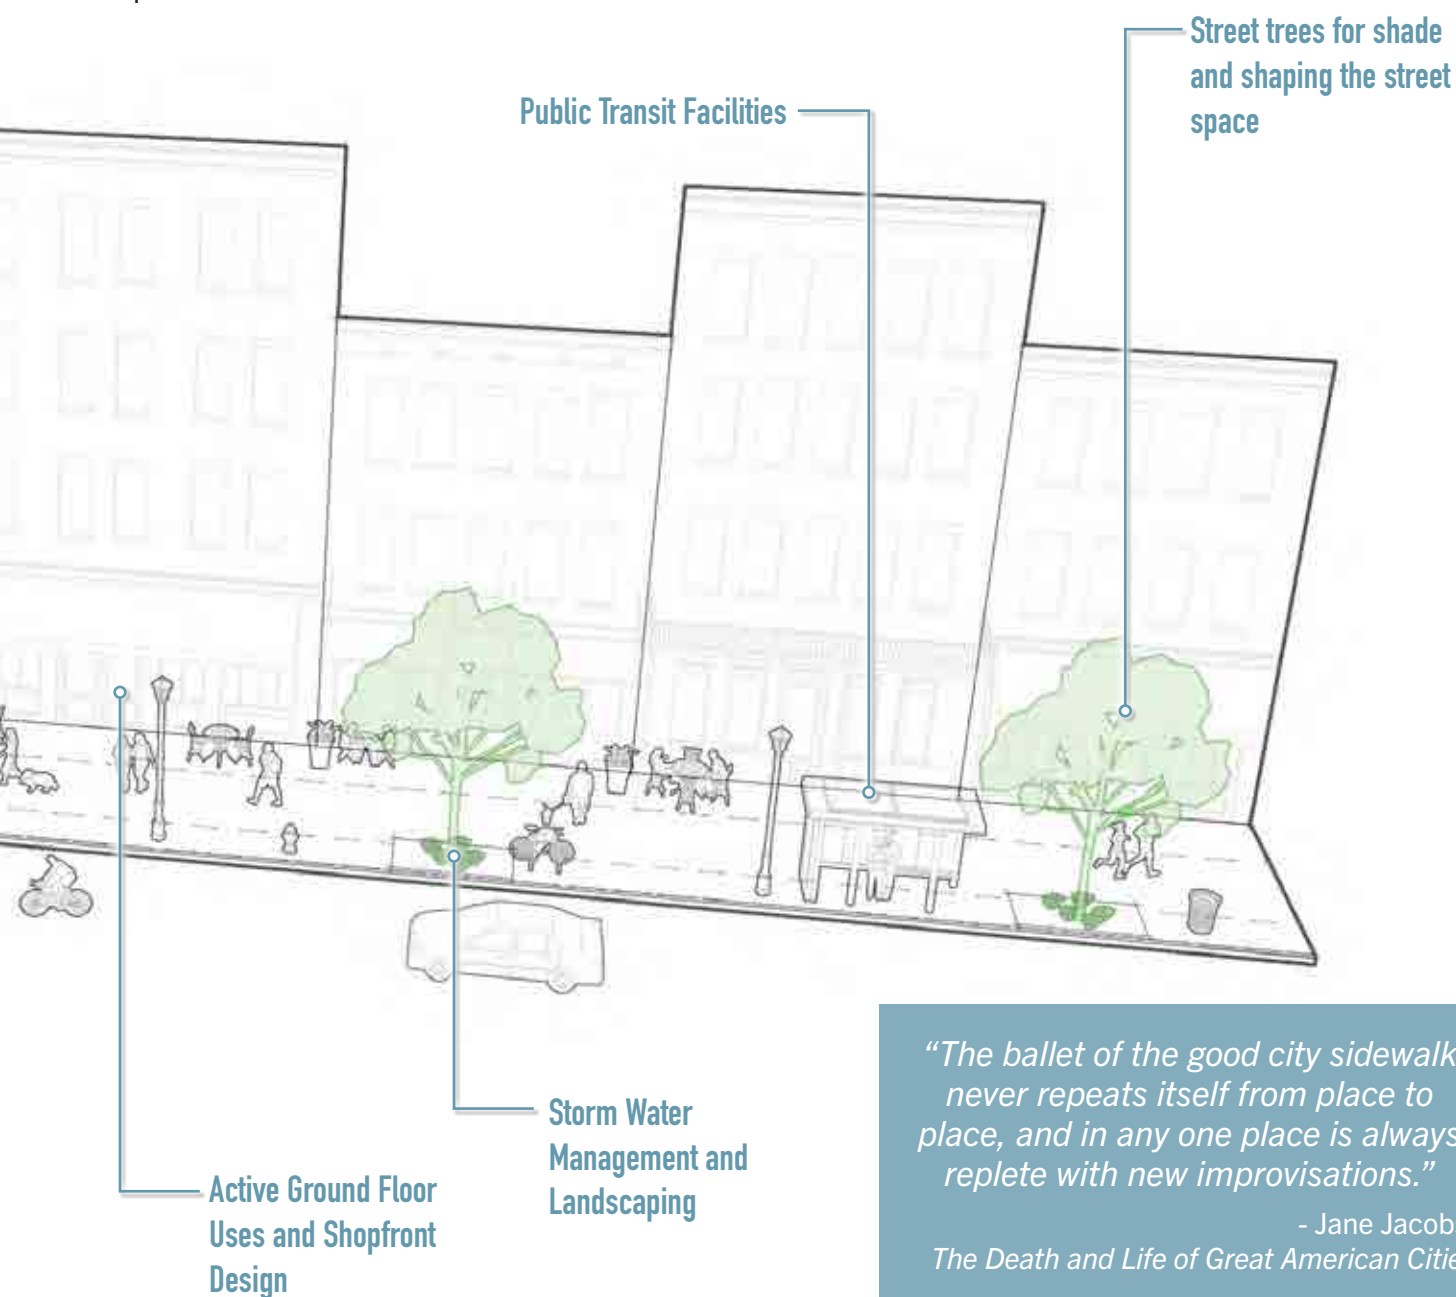 Street trees for shade
and shaping the street
space
Public Transit Facilities
Storm Water
Management and
Landscaping
Active Ground Floor
Uses and Shopfront
Design
“The ballet of the good city sidewalk
never repeats itself from place to
place, and in any one place is always
replete with new improvisations.”
- Jane Jacob
The Death and Life of Great American Citie